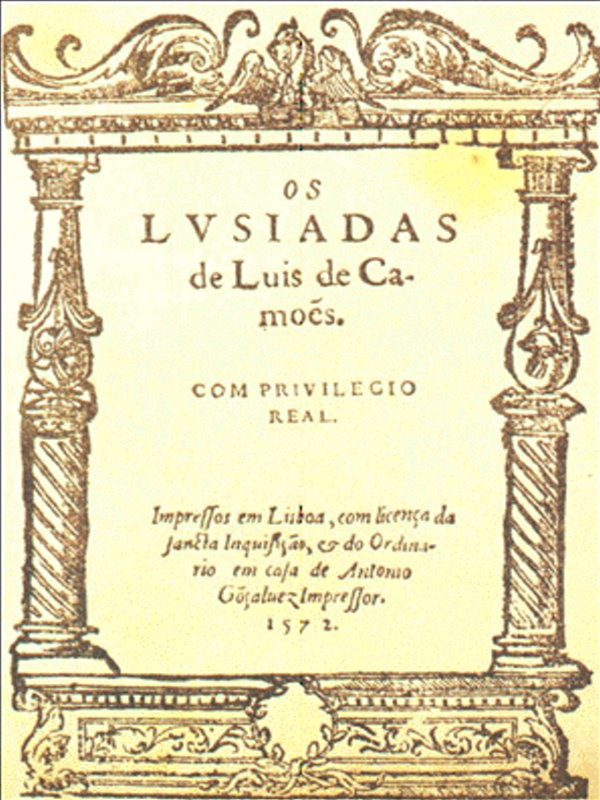 OS
LVSIADAS
de Luis de Ca-
moẽs.
COM PRIVILEGIO
REAL.
Impreſſos em Lisboa, com licença da
ſancta Inquiſição, & do Ordina-
rio em caſa de Antonio
Gõçaluez Impreſſor.
1572.